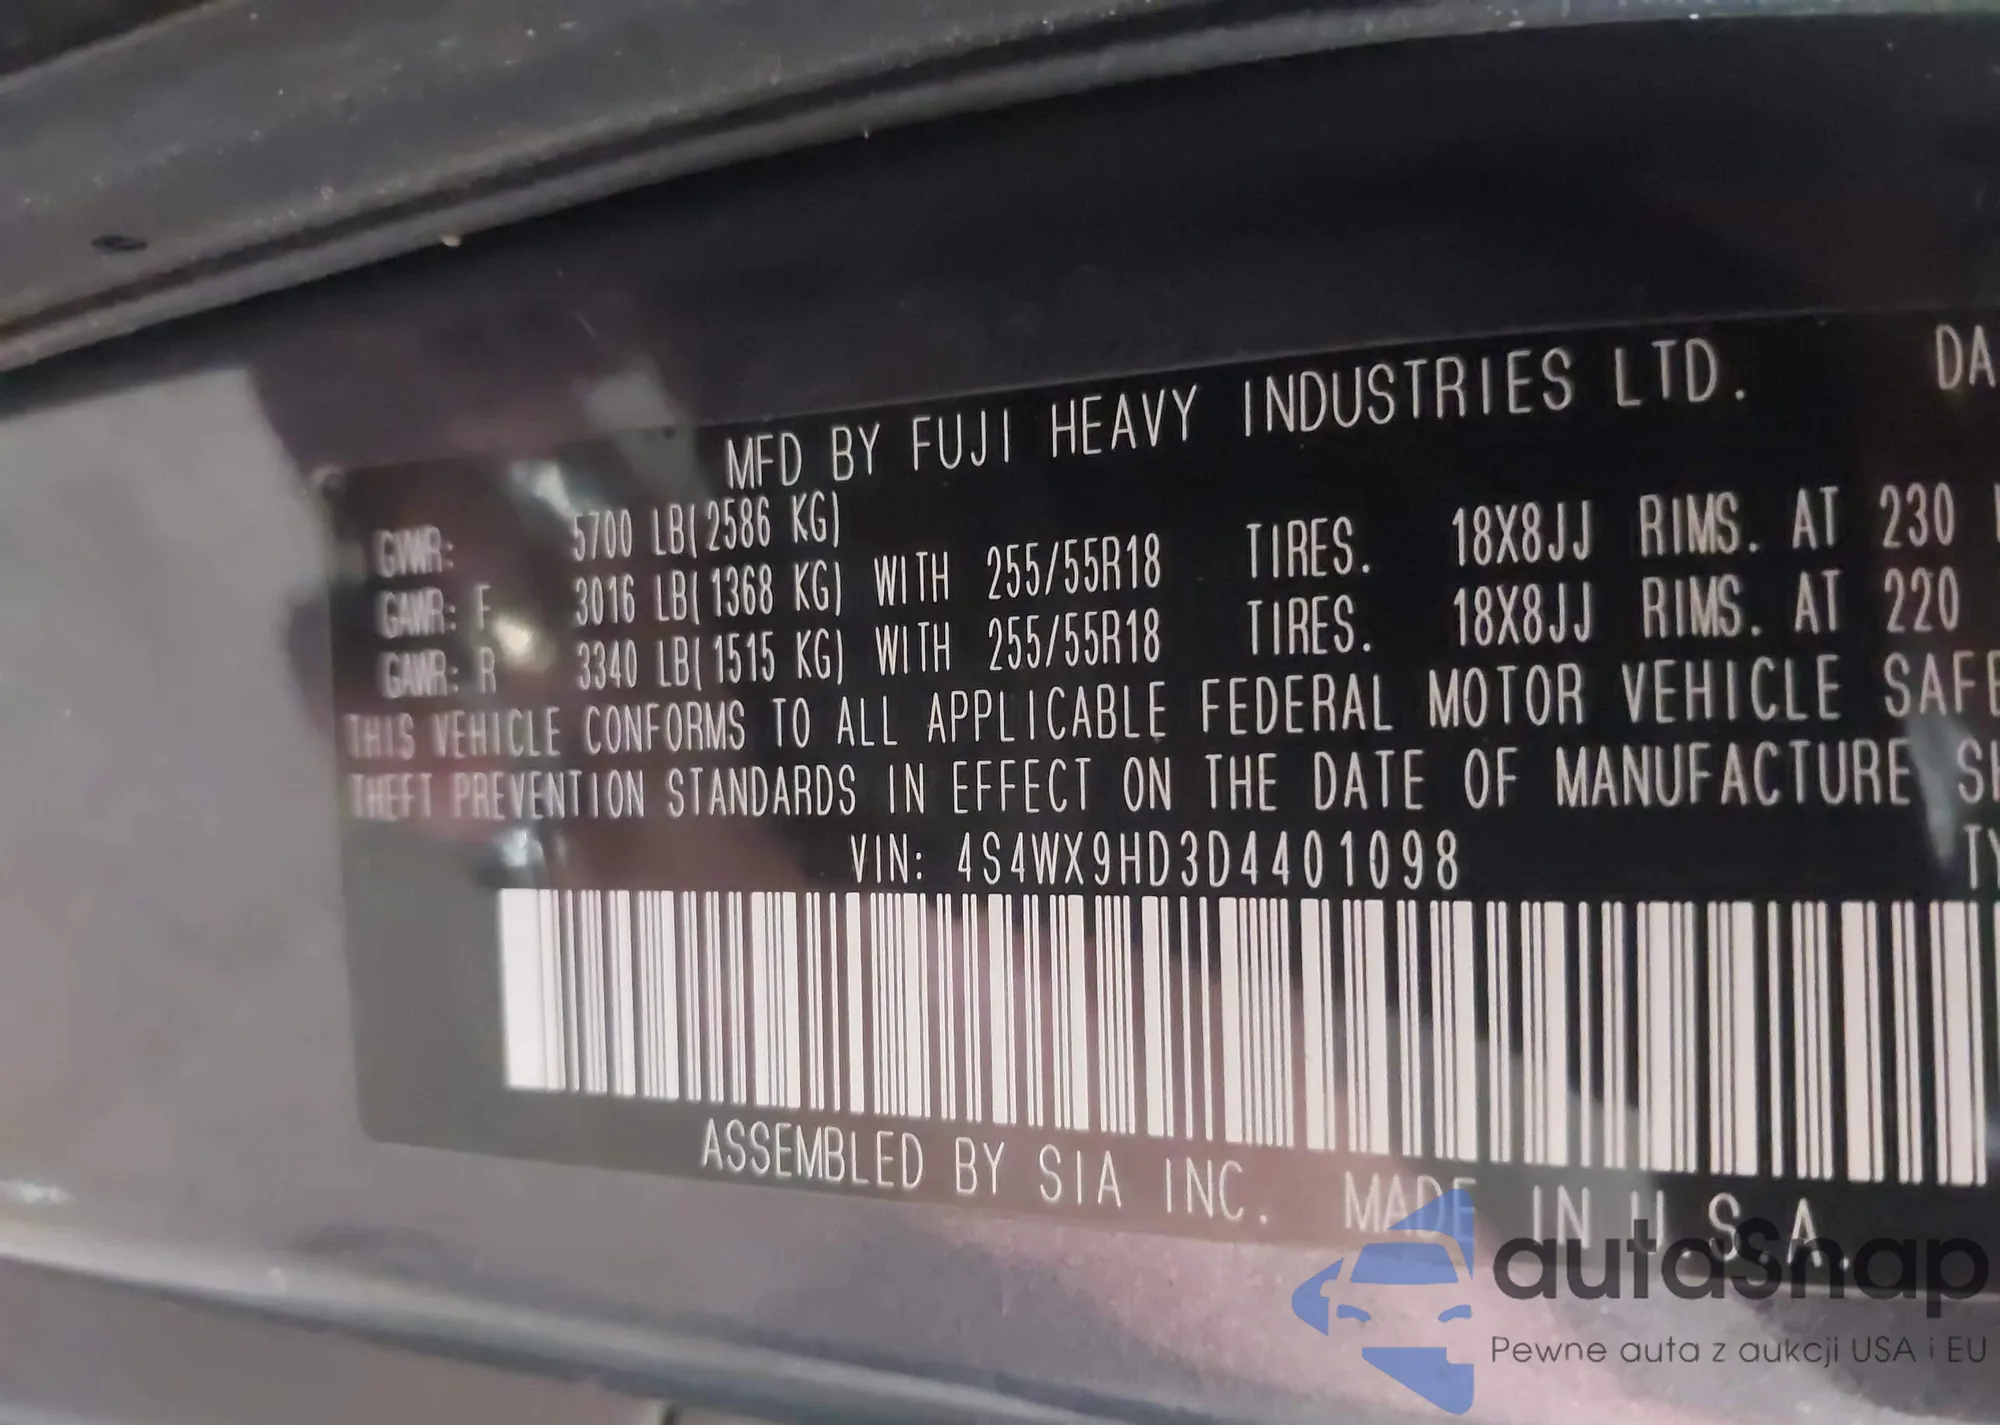 MFD BY FUJI HEAVY INDUSTRIES LTD. DA
GVWR: 5700 LB(2586 KG)
GAWR: F 3016 LB(1368 KG) WITH 255/55R18 TIRES. 18X8JJ RIMS. AT 230
GAWR: R 3340 LB(1515 KG) WITH 255/55R18 TIRES. 18X8JJ RIMS. AT 220
THIS VEHICLE CONFORMS TO ALL APPLICABLE FEDERAL MOTOR VEHICLE SAFE
THEFT PREVENTION STANDARDS IN EFFECT ON THE DATE OF MANUFACTURE SH
VIN: 4S4WX9HD3D4401098 TY
ASSEMBLED BY SIA INC. MADE IN U.S.A.
autoSnap
Pewne auta z aukcji USA i EU